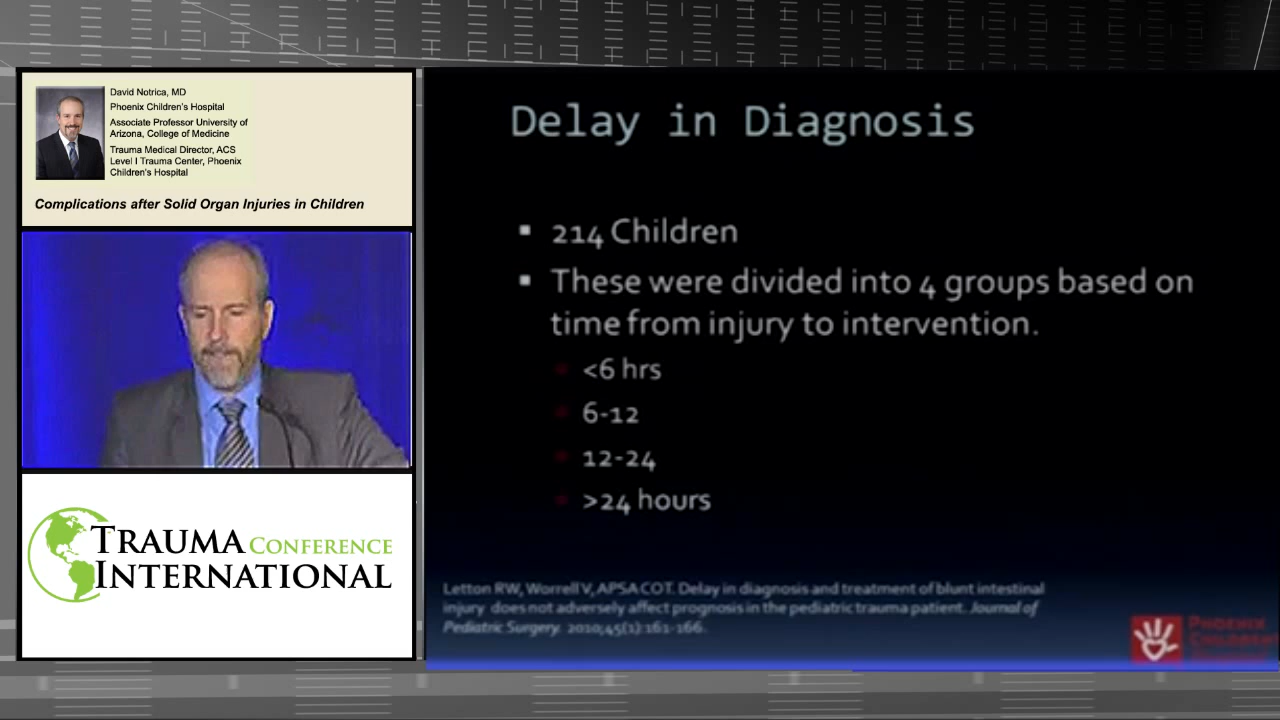 David Notrica, MD
Phoenix Children's Hospital
Associate Professor University of
Arizona, College of Medicine
Trauma Medical Director, ACS
Level I Trauma Center, Phoenix
Children's Hospital
Complications after Solid Organ Injuries in Children
TRAUMA CONFERENCE
INTERNATIONAL
Delay in Diagnosis
▪ 214 Children
▪ These were divided into 4 groups based on
time from injury to intervention.
▪ <6 hrs
▪ 6-12
▪ 12-24
▪ >24 hours
Letton RW, Worrell V, APSA COT. Delay in diagnosis and treatment of blunt intestinal
injury does not adversely affect prognosis in the pediatric trauma patient. Journal of
Pediatric Surgery. 2010;45(1):161-166.
PHOENIX